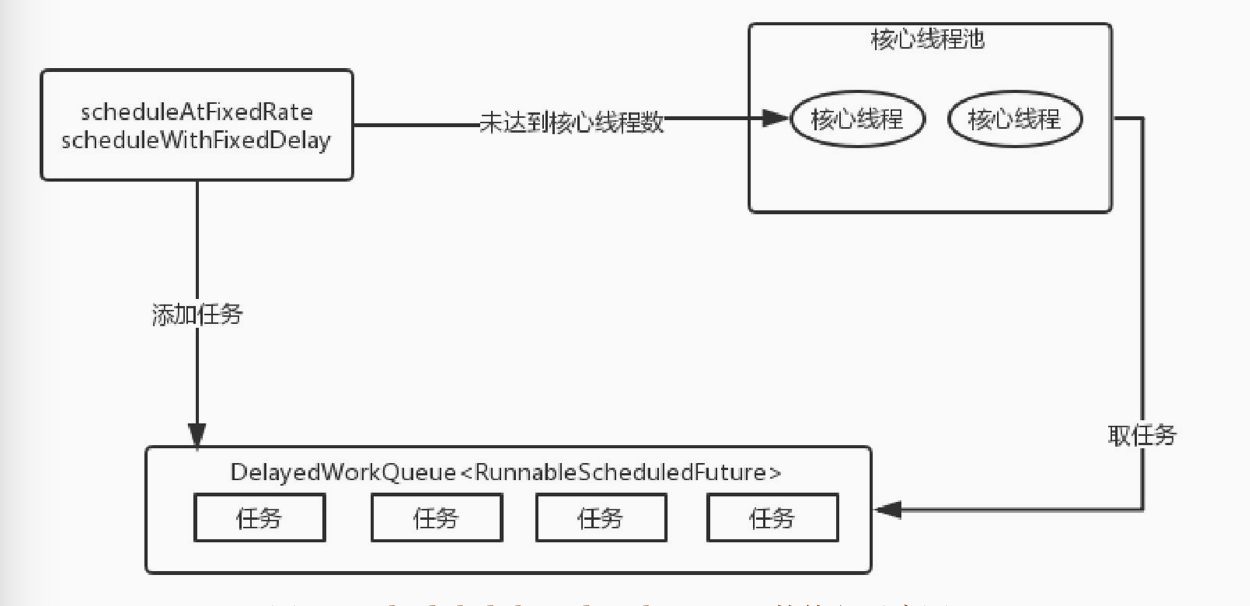 核心线程池
scheduleAtFixedRate
scheduleWithFixedDelay
未达到核心线程数
核心线程
核心线程
添加任务
取任务
DelayedWorkQueue<RunnableScheduledFuture>
任务
任务
任务
任务